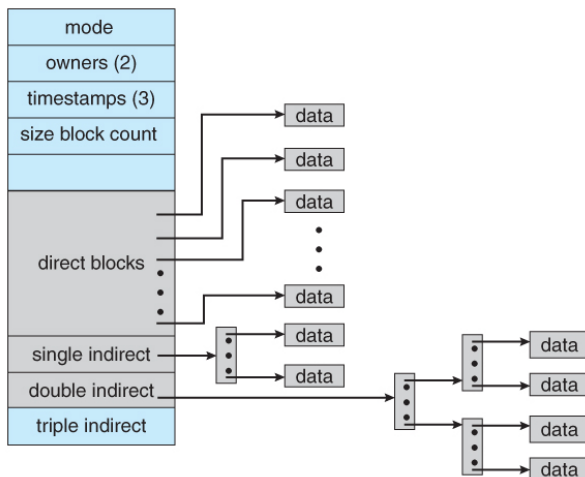 mode
owners (2)
timestamps (3)
size block count
data
data
data
direct blocks
data
single indirect
data
data
double indirect
triple indirect
data
data
data
data